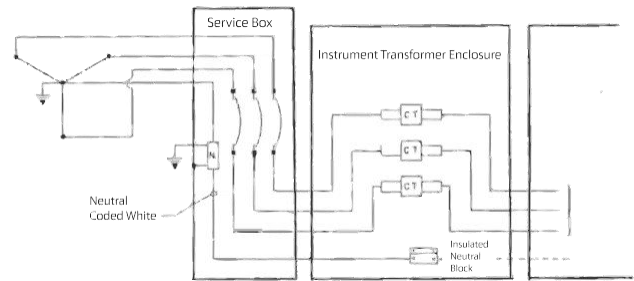 Service Box
Instrument Transformer Enclosure
CT
CT
CT
N
Neutral
Coded White
Insulated
Neutral
Block